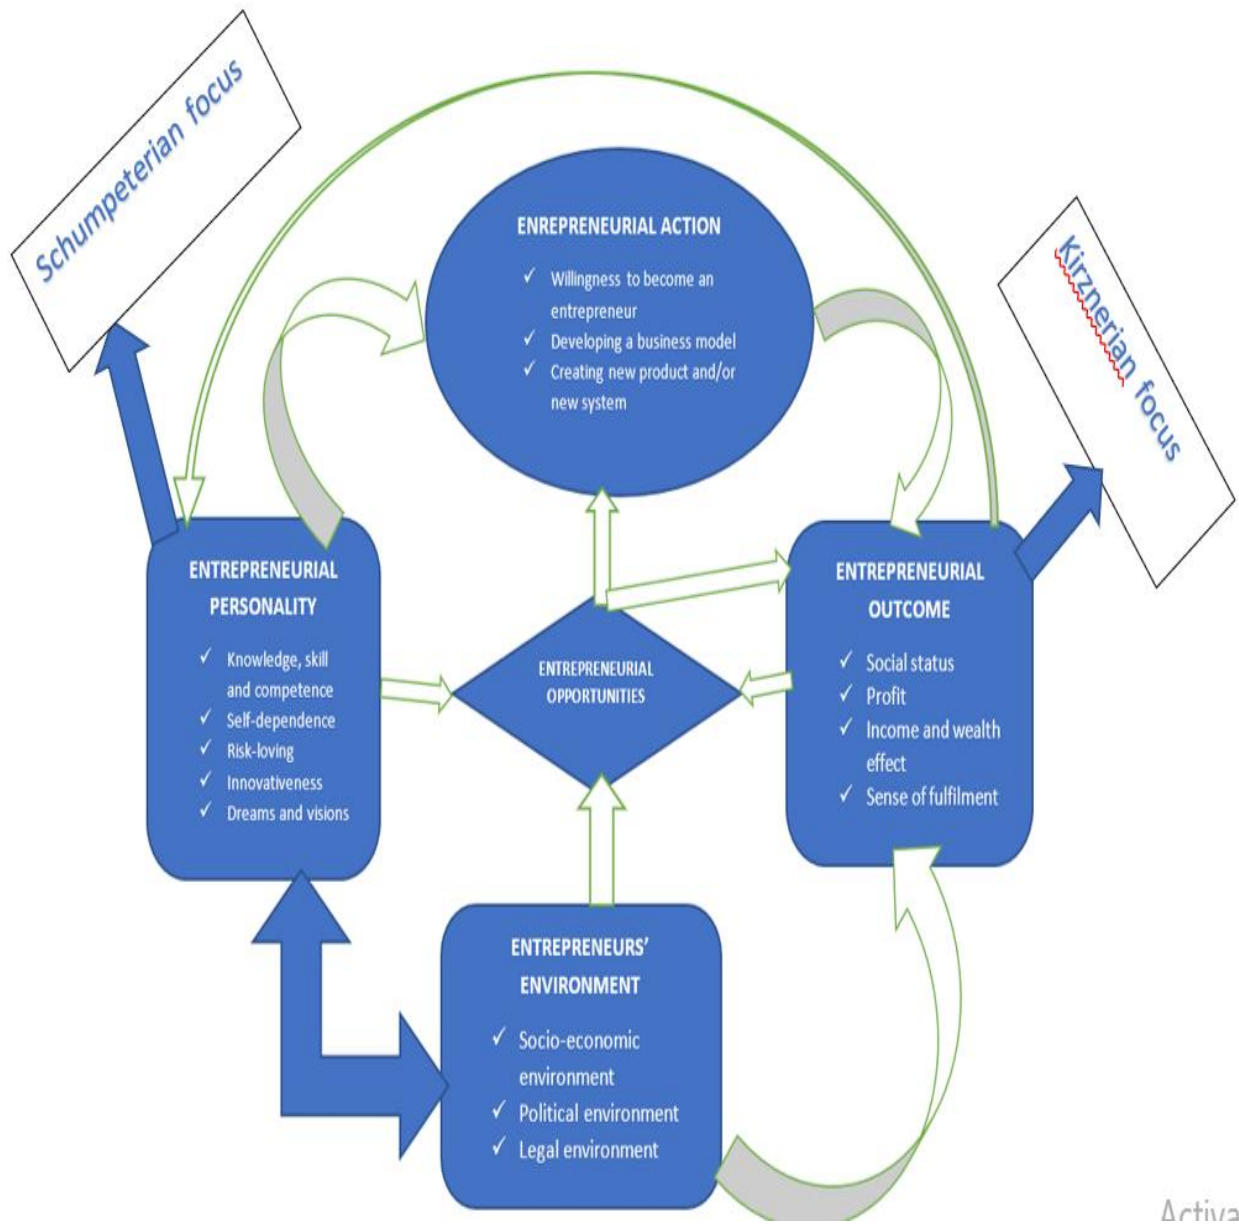 Schumpeterian focus
Kirznerian focus
ENREPRENEURIAL ACTION
✓ Willingness to become an
entrepreneur
✓ Developing a business model
✓ Creating new product and/or
new system
ENTREPRENEURIAL
PERSONALITY
✓ Knowledge, skill
and competence
✓ Self-dependence
✓ Risk-loving
✓ Innovativeness
✓ Dreams and visions
ENTREPRENEURIAL
OPPORTUNITIES
ENTREPRENEURIAL
OUTCOME
✓ Social status
✓ Profit
✓ Income and wealth
effect
✓ Sense of fulfilment
ENTREPRENEURS’
ENVIRONMENT
✓ Socio-economic
environment
✓ Political environment
✓ Legal environment
Activa